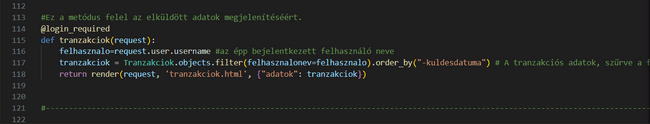 112
113 #Ez a metódus felel az elküldött adatok megjelenítéséért.
114 @login_required
115 def tranzakciok(request):
116 felhasznalo=request.user.username #az épp bejelentkezett felhasználó neve
117 tranzakciok = Tranzakciok.objects.filter(felhasznalonev=felhasznalo).order_by("-kuldesdatuma") # A tranzakciós adatok, szűrve a f
118 return render(request, 'tranzakciok.html', {"adatok": tranzakciok})
119
120
121 #------------------------------------------------------------
122